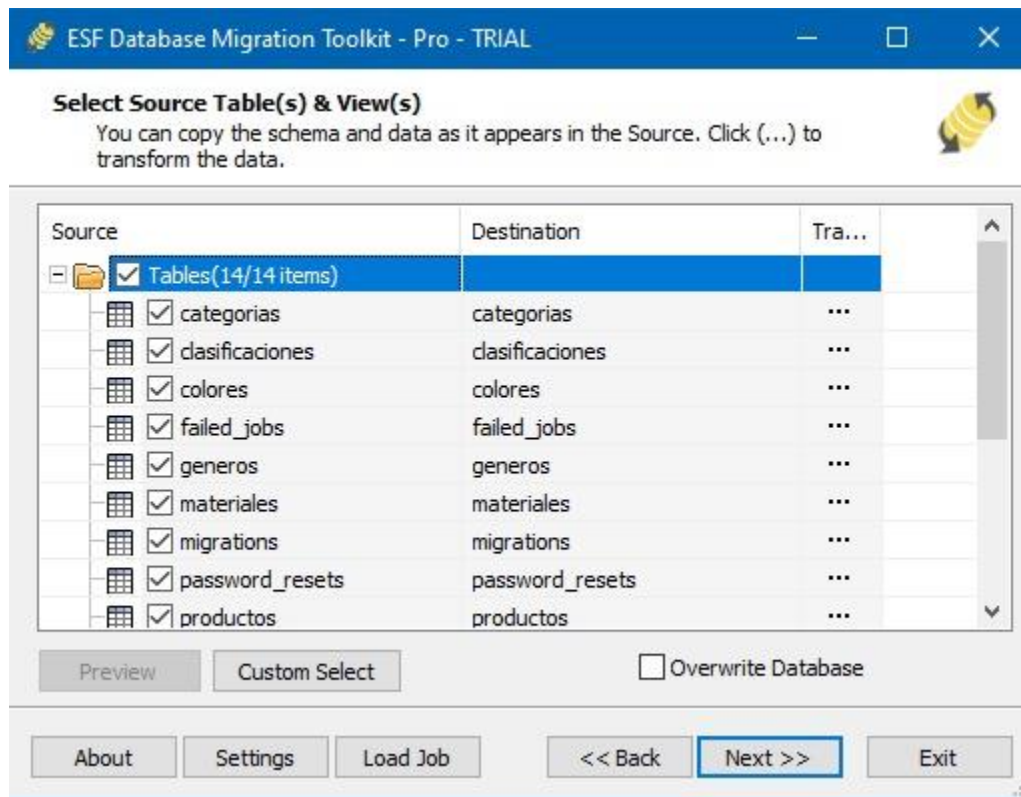 ESF Database Migration Toolkit - Pro - TRIAL
Select Source Table(s) & View(s)
You can copy the schema and data as it appears in the Source. Click (...) to
transform the data.
Source Destination Tra...
Tables(14/14 items)
categorias categorias ...
clasificaciones clasificaciones ...
colores colores ...
failed_jobs failed_jobs ...
generos generos ...
materiales materiales ...
migrations migrations ...
password_resets password_resets ...
productos productos ...
Preview Custom Select Overwrite Database
About Settings Load Job << Back Next >> Exit